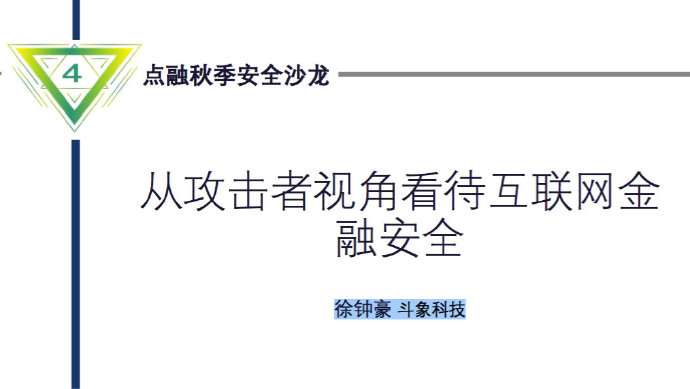 4
点融秋季安全沙龙
从攻击者视角看待互联网金
融安全
徐钟豪 斗象科技